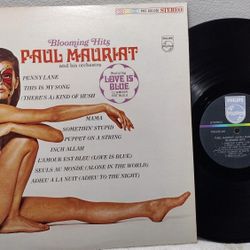 Blooming Hits
PAUL MAURIAT
and his orchestra
STEREO
PHILIPS
Featuring
LOVE IS
BLUE
PENNY LANE
THIS IS MY SONG
(THERE'S A) KIND OF HUSH
MAMA
SOMETHIN' STUPID
PUPPET ON A STRING
INCH ALLAH
L'AMOUR EST BLEU (LOVE IS BLUE)
SEULS AU MONDE (ALONE IN THE WORLD)
ADIEU A LA NUIT (ADIEU TO THE NIGHT)
PHILIPS